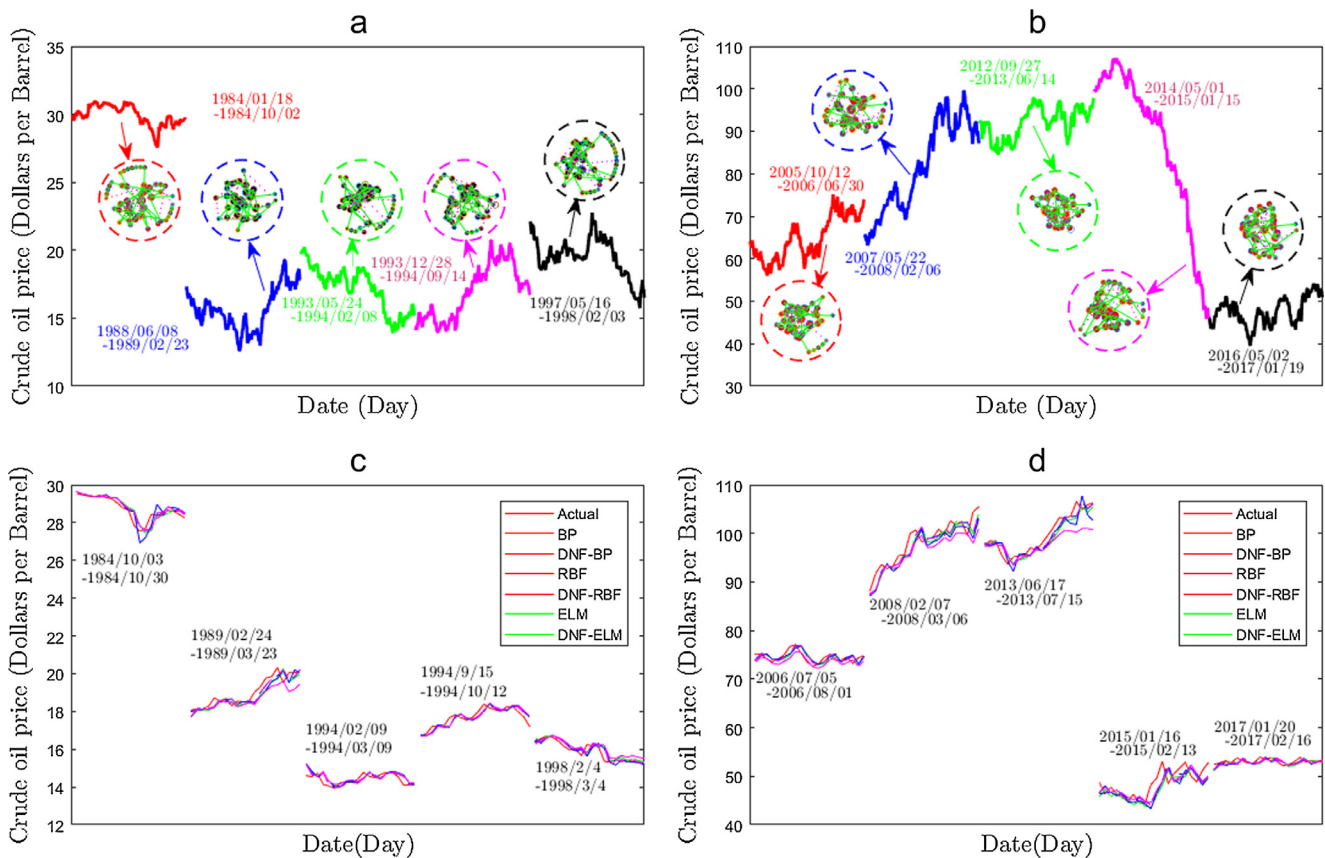 a
Crude oil price (Dollars per Barrel)
35
30
25
20
15
10
1984/01/18
-1984/10/02
1988/06/08
-1989/02/23
1993/05/24
-1994/02/08
1993/12/28
-1994/09/14
1997/05/16
-1998/02/03
Date (Day)
b
Crude oil price (Dollars per Barrel)
110
100
90
80
70
60
50
40
30
2005/10/12
-2006/06/30
2007/05/22
-2008/02/06
2012/09/27
-2013/06/14
2014/05/01
-2015/01/15
2016/05/02
-2017/01/19
Date (Day)
c
Crude oil price (Dollars per Barrel)
30
28
26
24
22
20
18
16
14
12
1984/10/03
-1984/10/30
1989/02/24
-1989/03/23
1994/02/09
-1994/03/09
1994/9/15
-1994/10/12
1998/2/4
-1998/3/4
Actual
BP
DNF-BP
RBF
DNF-RBF
ELM
DNF-ELM
Date(Day)
d
Crude oil price (Dollars per Barrel)
110
100
90
80
70
60
50
40
2006/07/05
-2006/08/01
2008/02/07
-2008/03/06
2013/06/17
-2013/07/15
2015/01/16
-2015/02/13
2017/01/20
-2017/02/16
Actual
BP
DNF-BP
RBF
DNF-RBF
ELM
DNF-ELM
Date(Day)